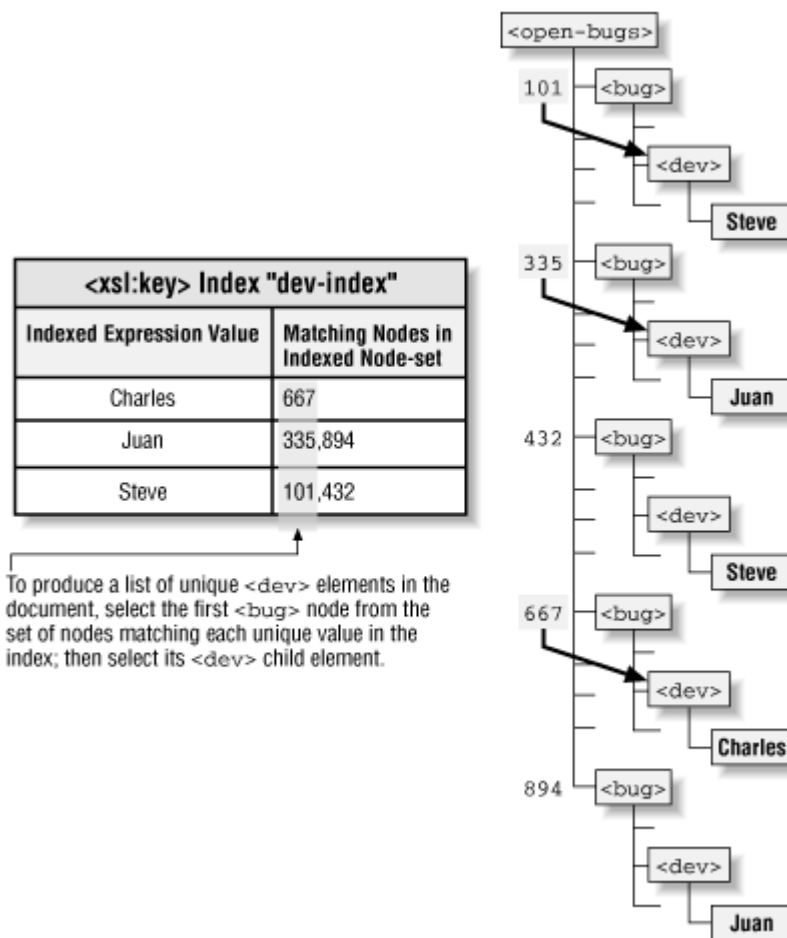 <xsl:key> Index "dev-index"
Indexed Expression Value
Matching Nodes in
Indexed Node-set
Charles
667
Juan
335,894
Steve
101,432
To produce a list of unique <dev> elements in the
document, select the first <bug> node from the
set of nodes matching each unique value in the
index; then select its <dev> child element.
<open-bugs>
101
<bug>
<dev>
Steve
335
<bug>
<dev>
Juan
432
<bug>
<dev>
Steve
667
<bug>
<dev>
Charles
894
<bug>
<dev>
Juan